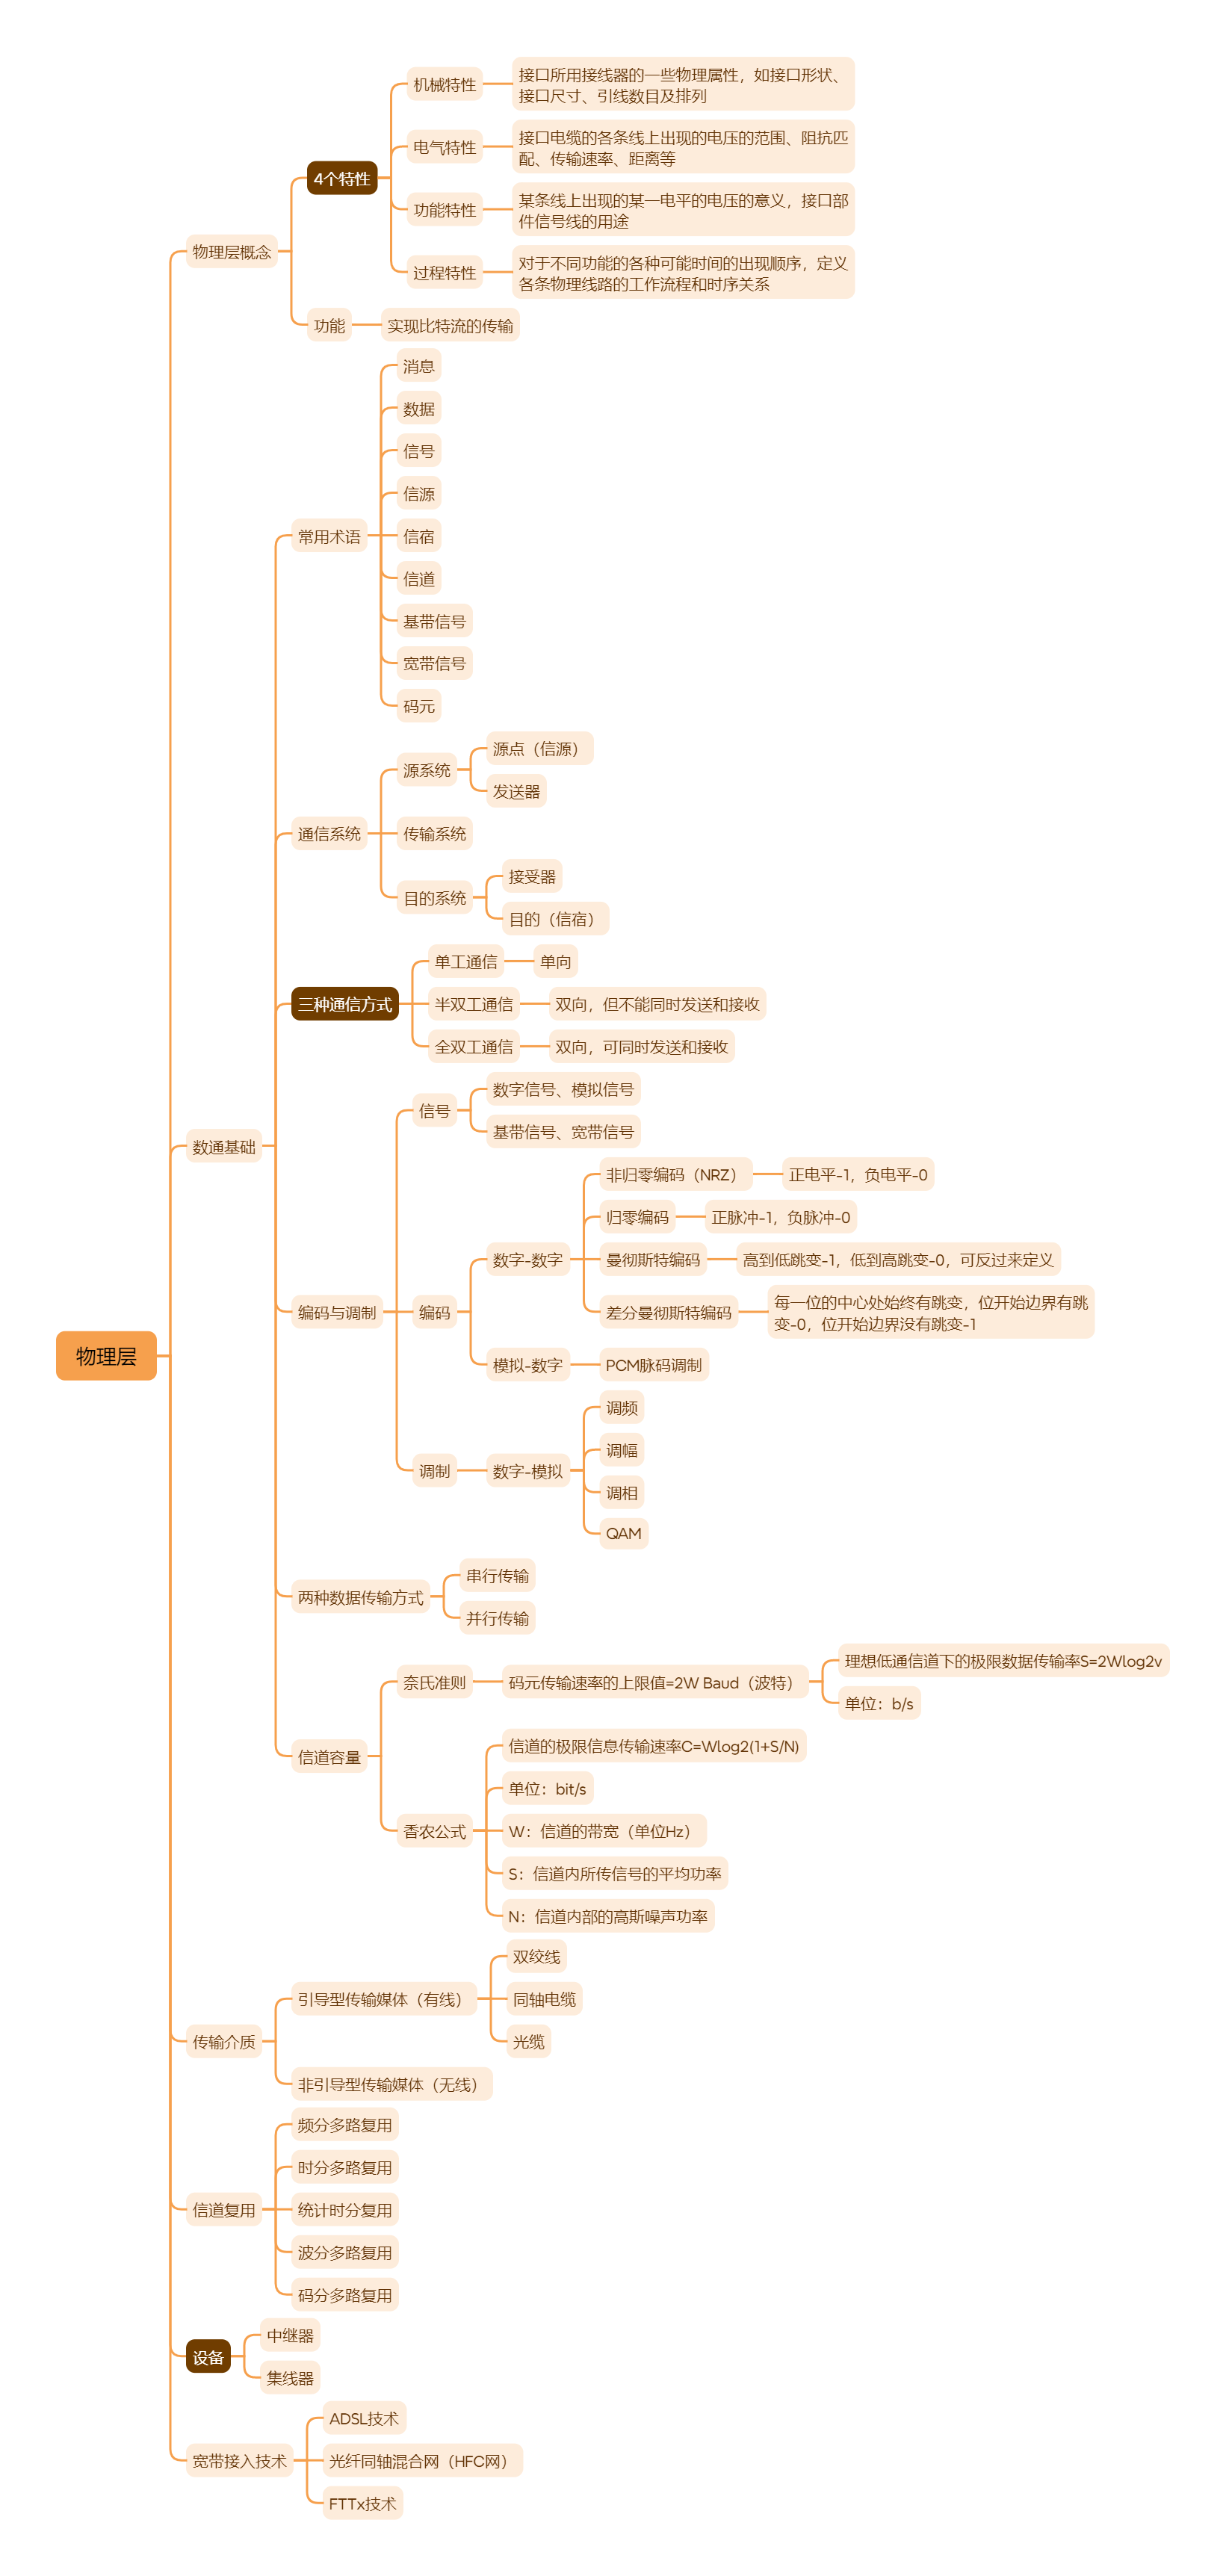 机械特性
接口所用接线器的一些物理属性，如接口形状、
接口尺寸、引线数目及排列
电气特性
接口电缆的各条线上出现的电压的范围、阻抗匹
配、传输速率、距离等
4个特性
功能特性
某条线上出现的某一电平的电压的意义，接口部
件信号线的用途
物理层概念
过程特性
对于不同功能的各种可能时间的出现顺序，定义
各条物理线路的工作流程和时序关系
功能
实现比特流的传输
消息
数据
信号
信源
常用术语
信宿
信道
基带信号
宽带信号
码元
源点（信源）
源系统
发送器
通信系统
传输系统
接受器
目的系统
目的（信宿）
单工通信
单向
三种通信方式
半双工通信
双向，但不能同时发送和接收
全双工通信
双向，可同时发送和接收
数字信号、模拟信号
信号
基带信号、宽带信号
数通基础
非归零编码（NRZ）
正电平-1，负电平-0
归零编码
正脉冲-1，负脉冲-0
数字-数字
曼彻斯特编码
高到低跳变-1，低到高跳变-0，可反过来定义
编码与调制
编码
差分曼彻斯特编码
每一位的中心处始终有跳变，位开始边界有跳
变-0，位开始边界没有跳变-1
物理层
模拟-数字
PCM脉码调制
调频
调幅
调制
数字-模拟
调相
QAM
串行传输
两种数据传输方式
并行传输
理想低通信道下的极限数据传输率S=2Wlog2v
奈氏准则
码元传输速率的上限值=2W Baud（波特）
单位：b/s
信道的极限信息传输速率C=Wlog2(1+S/N)
信道容量
单位：bit/s
香农公式
W：信道的带宽（单位Hz）
S：信道内所传信号的平均功率
N：信道内部的高斯噪声功率
双绞线
引导型传输媒体（有线）
同轴电缆
传输介质
光缆
非引导型传输媒体（无线）
频分多路复用
时分多路复用
信道复用
统计时分复用
波分多路复用
码分多路复用
中继器
设备
集线器
ADSL技术
宽带接入技术
光纤同轴混合网（HFC网）
FTTx技术